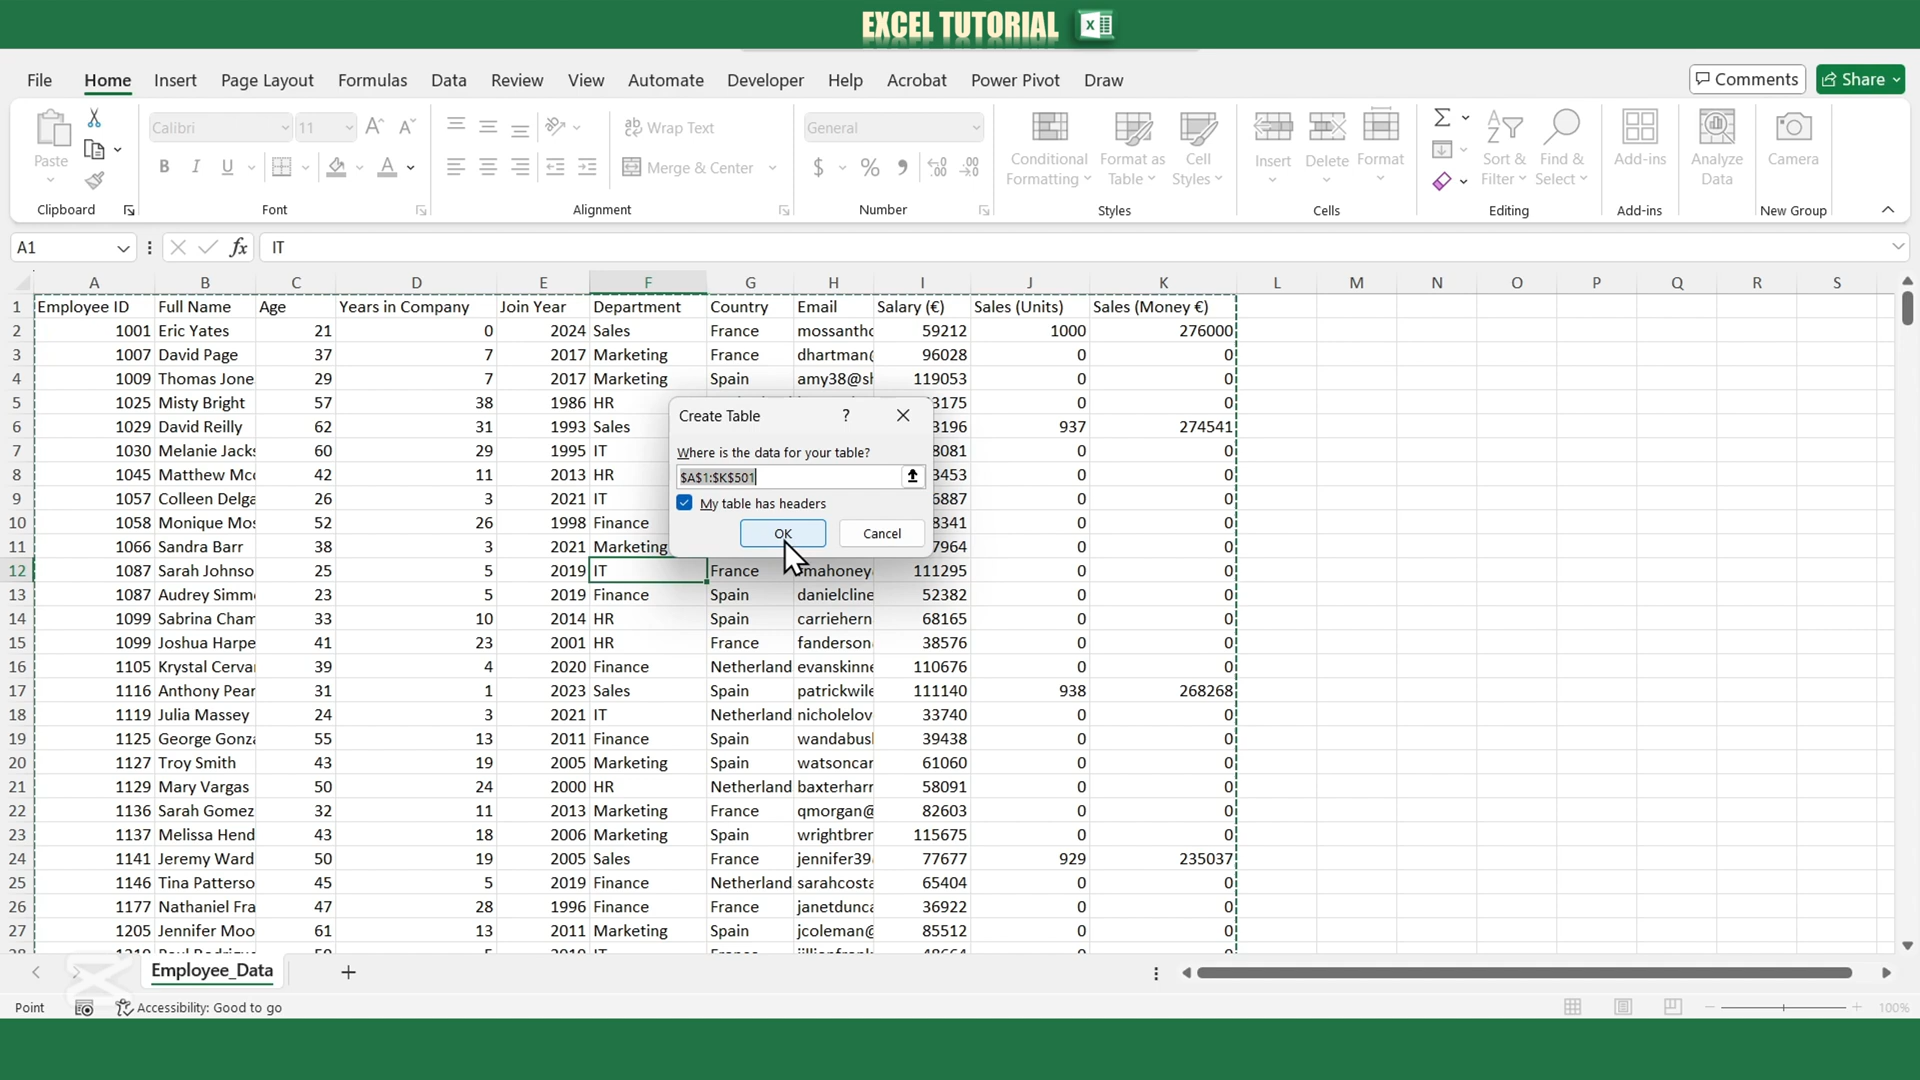 EXCEL TUTORIAL
File Home Insert Page Layout Formulas Data Review View Automate Developer Help Acrobat Power Pivot Draw Comments Share
Calibri 11 Wrap Text General
Paste B I U Merge & Center $ % Conditional Formatting Format as Table Cell Styles Insert Delete Format Sort & Filter Find & Select Add-ins Analyze Data Camera
Clipboard Font Alignment Number Styles Cells Editing Add-ins New Group
A1 fx IT
A B C D E F G H I J K L M N O P Q R S
1 Employee ID Full Name Age Years in Company Join Year Department Country Email Salary (€) Sales (Units) Sales (Money €)
2 1001 Eric Yates 21 0 2024 Sales France mossanthc 59212 1000 276000
3 1007 David Page 37 7 2017 Marketing France dhartman@ 96028 0 0
4 1009 Thomas Jone 29 7 2017 Marketing Spain amy38@sh 119053 0 0
5 1025 Misty Bright 57 38 1986 HR 3175 0 0
6 1029 David Reilly 62 31 1993 Sales 3196 937 274541
7 1030 Melanie Jacks 60 29 1995 IT 8081 0 0
8 1045 Matthew Mcc 42 11 2013 HR 3453 0 0
9 1057 Colleen Delga 26 3 2021 IT 6887 0 0
10 1058 Monique Mos 52 26 1998 Finance 8341 0 0
11 1066 Sandra Barr 38 3 2021 Marketing 7964 0 0
12 1087 Sarah Johnso 25 5 2019 IT France mahoney 111295 0 0
13 1087 Audrey Simm 23 5 2019 Finance Spain danielcline 52382 0 0
14 1099 Sabrina Cham 33 10 2014 HR Spain carriehern 68165 0 0
15 1099 Joshua Harpe 41 23 2001 HR France fanderson 38576 0 0
16 1105 Krystal Cerva 39 4 2020 Finance Netherland evanskinne 110676 0 0
17 1116 Anthony Pear 31 1 2023 Sales Spain patrickwile 111140 938 268268
18 1119 Julia Massey 24 3 2021 IT Netherland nicholelov 33740 0 0
19 1125 George Gonza 55 13 2011 Finance Spain wandabusl 39438 0 0
20 1127 Troy Smith 43 19 2005 Marketing Spain watsoncar 61060 0 0
21 1129 Mary Vargas 50 24 2000 HR Netherland baxterharr 58091 0 0
22 1136 Sarah Gomez 32 11 2013 Marketing France qmorgan@ 82603 0 0
23 1137 Melissa Hend 43 18 2006 Marketing Spain wrightbrer 115675 0 0
24 1141 Jeremy Ward 50 19 2005 Sales France jennifer39 77677 929 235037
25 1146 Tina Patterso 45 5 2019 Finance Netherland sarahcosta 65404 0 0
26 1177 Nathaniel Fra 47 28 1996 Finance France janetdunca 36922 0 0
27 1205 Jennifer Moo 61 13 2011 Marketing Spain jcoleman@ 85512 0 0
Create Table ?
Where is the data for your table?
$A$1:$K$501
My table has headers
OK Cancel
Employee_Data
Point Accessibility: Good to go 100%